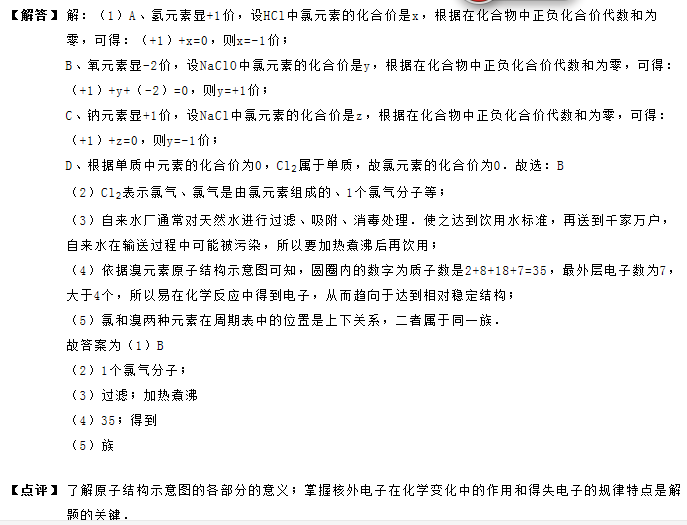 【解答】解：（1）A、氢元素显+1价，设HCl中氯元素的化合价是x，根据在化合物中正负化合价代数和为
零，可得：（+1）+x=0，则x=-1价；
B、氧元素显-2价，设NaClO中氯元素的化合价是y，根据在化合物中正负化合价代数和为零，可得：
（+1）+y+（-2）=0，则y=+1价；
C、钠元素显+1价，设NaCl中氯元素的化合价是z，根据在化合物中正负化合价代数和为零，可得：
（+1）+z=0，则y=-1价；
D、根据单质中元素的化合价为0，Cl₂属于单质，故氯元素的化合价为0．故选：B
（2）Cl₂表示氯气、氯气是由氯元素组成的、1个氯气分子等；
（3）自来水厂通常对天然水进行过滤、吸附、消毒处理．使之达到饮用水标准，再送到千家万户，
自来水在输送过程中可能被污染，所以要加热煮沸后再饮用；
（4）依据溴元素原子结构示意图可知，圆圈内的数字为质子数是2+8+18+7=35，最外层电子数为7，
大于4个，所以易在化学反应中得到电子，从而趋向于达到相对稳定结构；
（5）氯和溴两种元素在周期表中的位置是上下关系，二者属于同一族．
故答案为（1）B
（2）1个氯气分子；
（3）过滤；加热煮沸
（4）35；得到
（5）族
【点评】了解原子结构示意图的各部分的意义；掌握核外电子在化学变化中的作用和得失电子的规律特点是解
题的关键．